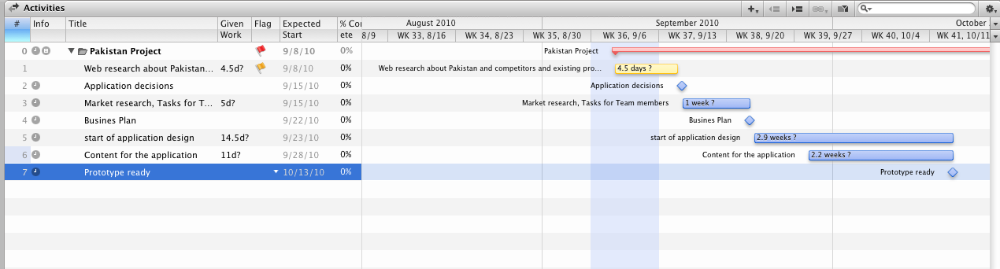 Activities
# Info Title Given Work Flag Expected Start % Coı ete
August 2010 September 2010 October
8/9 WK 33, 8/16 WK 34, 8/23 WK 35, 8/30 WK 36, 9/6 WK 37, 9/13 WK 38, 9/20 WK 39, 9/27 WK 40, 10/4 WK 41, 10/11
0 Pakistan Project 9/8/10 0% Pakistan Project
1 Web research about Pakistan... 4.5d? 9/8/10 0% Web research about Pakistan and competitors and existing pro... 4.5 days ?
2 Application decisions 9/15/10 0% Application decisions
3 Market research, Tasks for T... 5d? 9/15/10 0% Market research, Tasks for Team members 1 week ?
4 Busines Plan 9/22/10 0% Busines Plan
5 start of application design 14.5d? 9/23/10 0% start of application design 2.9 weeks ?
6 Content for the application 11d? 9/28/10 0% Content for the application 2.2 weeks ?
7 Prototype ready 10/13/10 0% Prototype ready